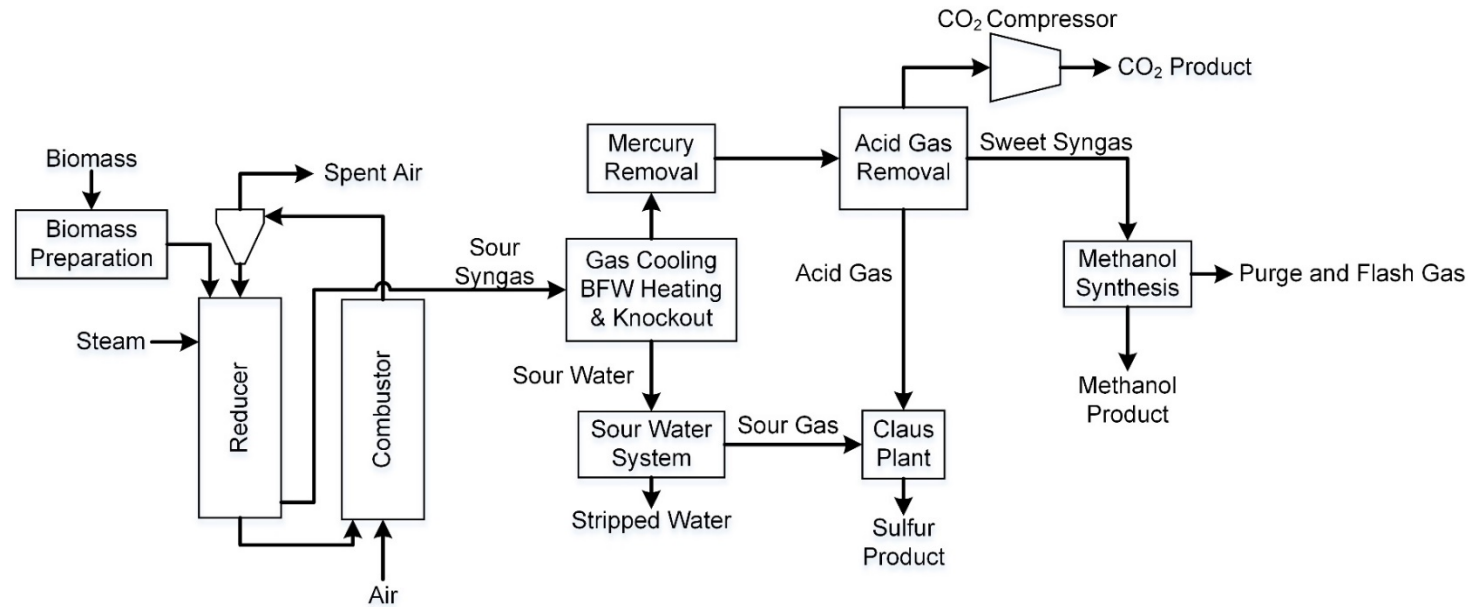 CO₂ Compressor
CO₂ Product
Mercury
Removal
Acid Gas
Removal
Sweet Syngas
Biomass
Spent Air
Biomass
Preparation
Sour
Syngas
Gas Cooling
BFW Heating
& Knockout
Acid Gas
Methanol
Synthesis
Purge and Flash Gas
Steam
Reducer
Combustor
Sour Water
Methanol
Product
Sour Water
System
Sour Gas
Claus
Plant
Stripped Water
Sulfur
Product
Air